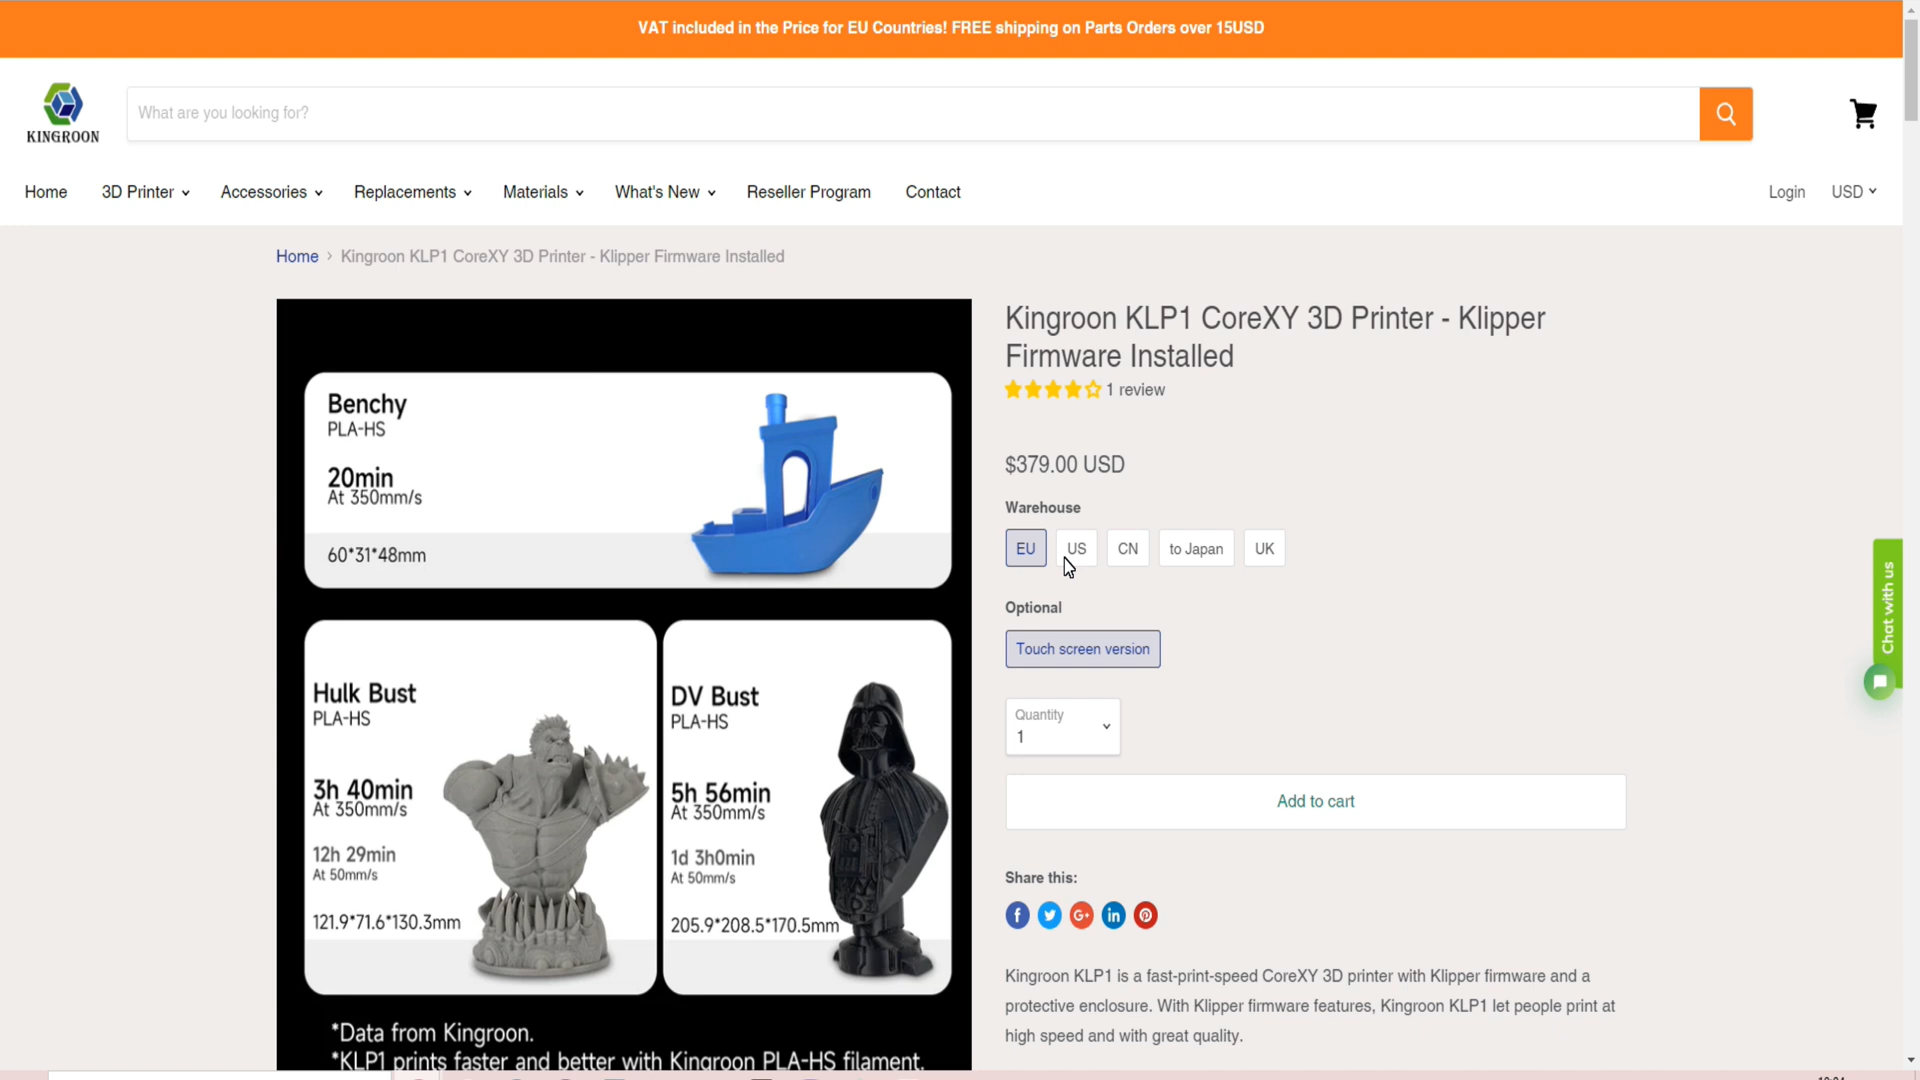 VAT included in the Price for EU Countries! FREE shipping on Parts Orders over 15USD
KINGROON
What are you looking for?
Home 3D Printer Accessories Replacements Materials What's New Reseller Program Contact Login USD
Home › Kingroon KLP1 CoreXY 3D Printer - Klipper Firmware Installed
Benchy
PLA-HS
20min
At 350mm/s
60*31*48mm
Hulk Bust
PLA-HS
3h 40min
At 350mm/s
12h 29min
At 50mm/s
121.9*71.6*130.3mm
DV Bust
PLA-HS
5h 56min
At 350mm/s
1d 3h0min
At 50mm/s
205.9*208.5*170.5mm
*Data from Kingroon.
*KLP1 prints faster and better with Kingroon PLA-HS filament.
Kingroon KLP1 CoreXY 3D Printer - Klipper
Firmware Installed
1 review
$379.00 USD
Warehouse
EU US CN to Japan UK
Optional
Touch screen version
Quantity
1
Add to cart
Share this:
Kingroon KLP1 is a fast-print-speed CoreXY 3D printer with Klipper firmware and a
protective enclosure. With Klipper firmware features, Kingroon KLP1 let people print at
high speed and with great quality.
Chat with us